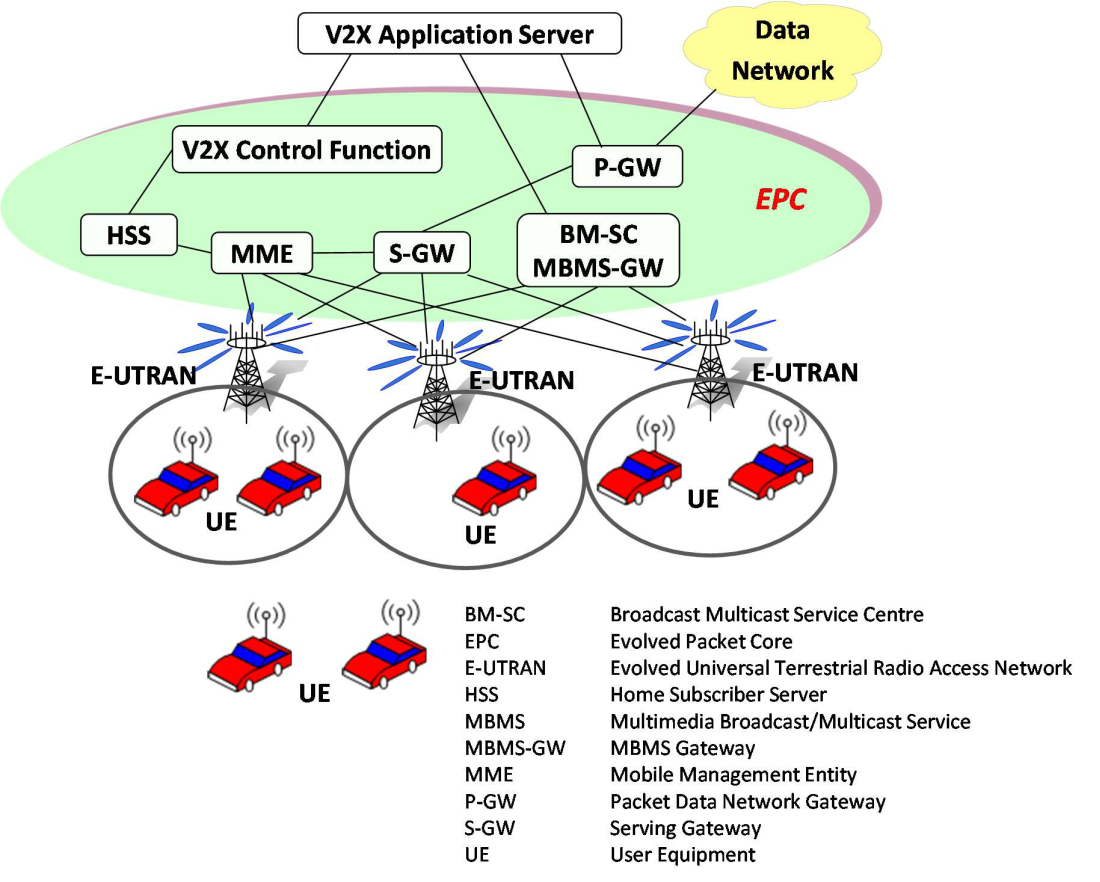 V2X Application Server
Data
Network
V2X Control Function
P-GW
EPC
HSS
MME
S-GW
BM-SC
MBMS-GW
E-UTRAN
E-UTRAN
E-UTRAN
UE
UE
UE
UE
BM-SC Broadcast Multicast Service Centre
EPC Evolved Packet Core
E-UTRAN Evolved Universal Terrestrial Radio Access Network
HSS Home Subscriber Server
MBMS Multimedia Broadcast/Multicast Service
MBMS-GW MBMS Gateway
MME Mobile Management Entity
P-GW Packet Data Network Gateway
S-GW Serving Gateway
UE User Equipment